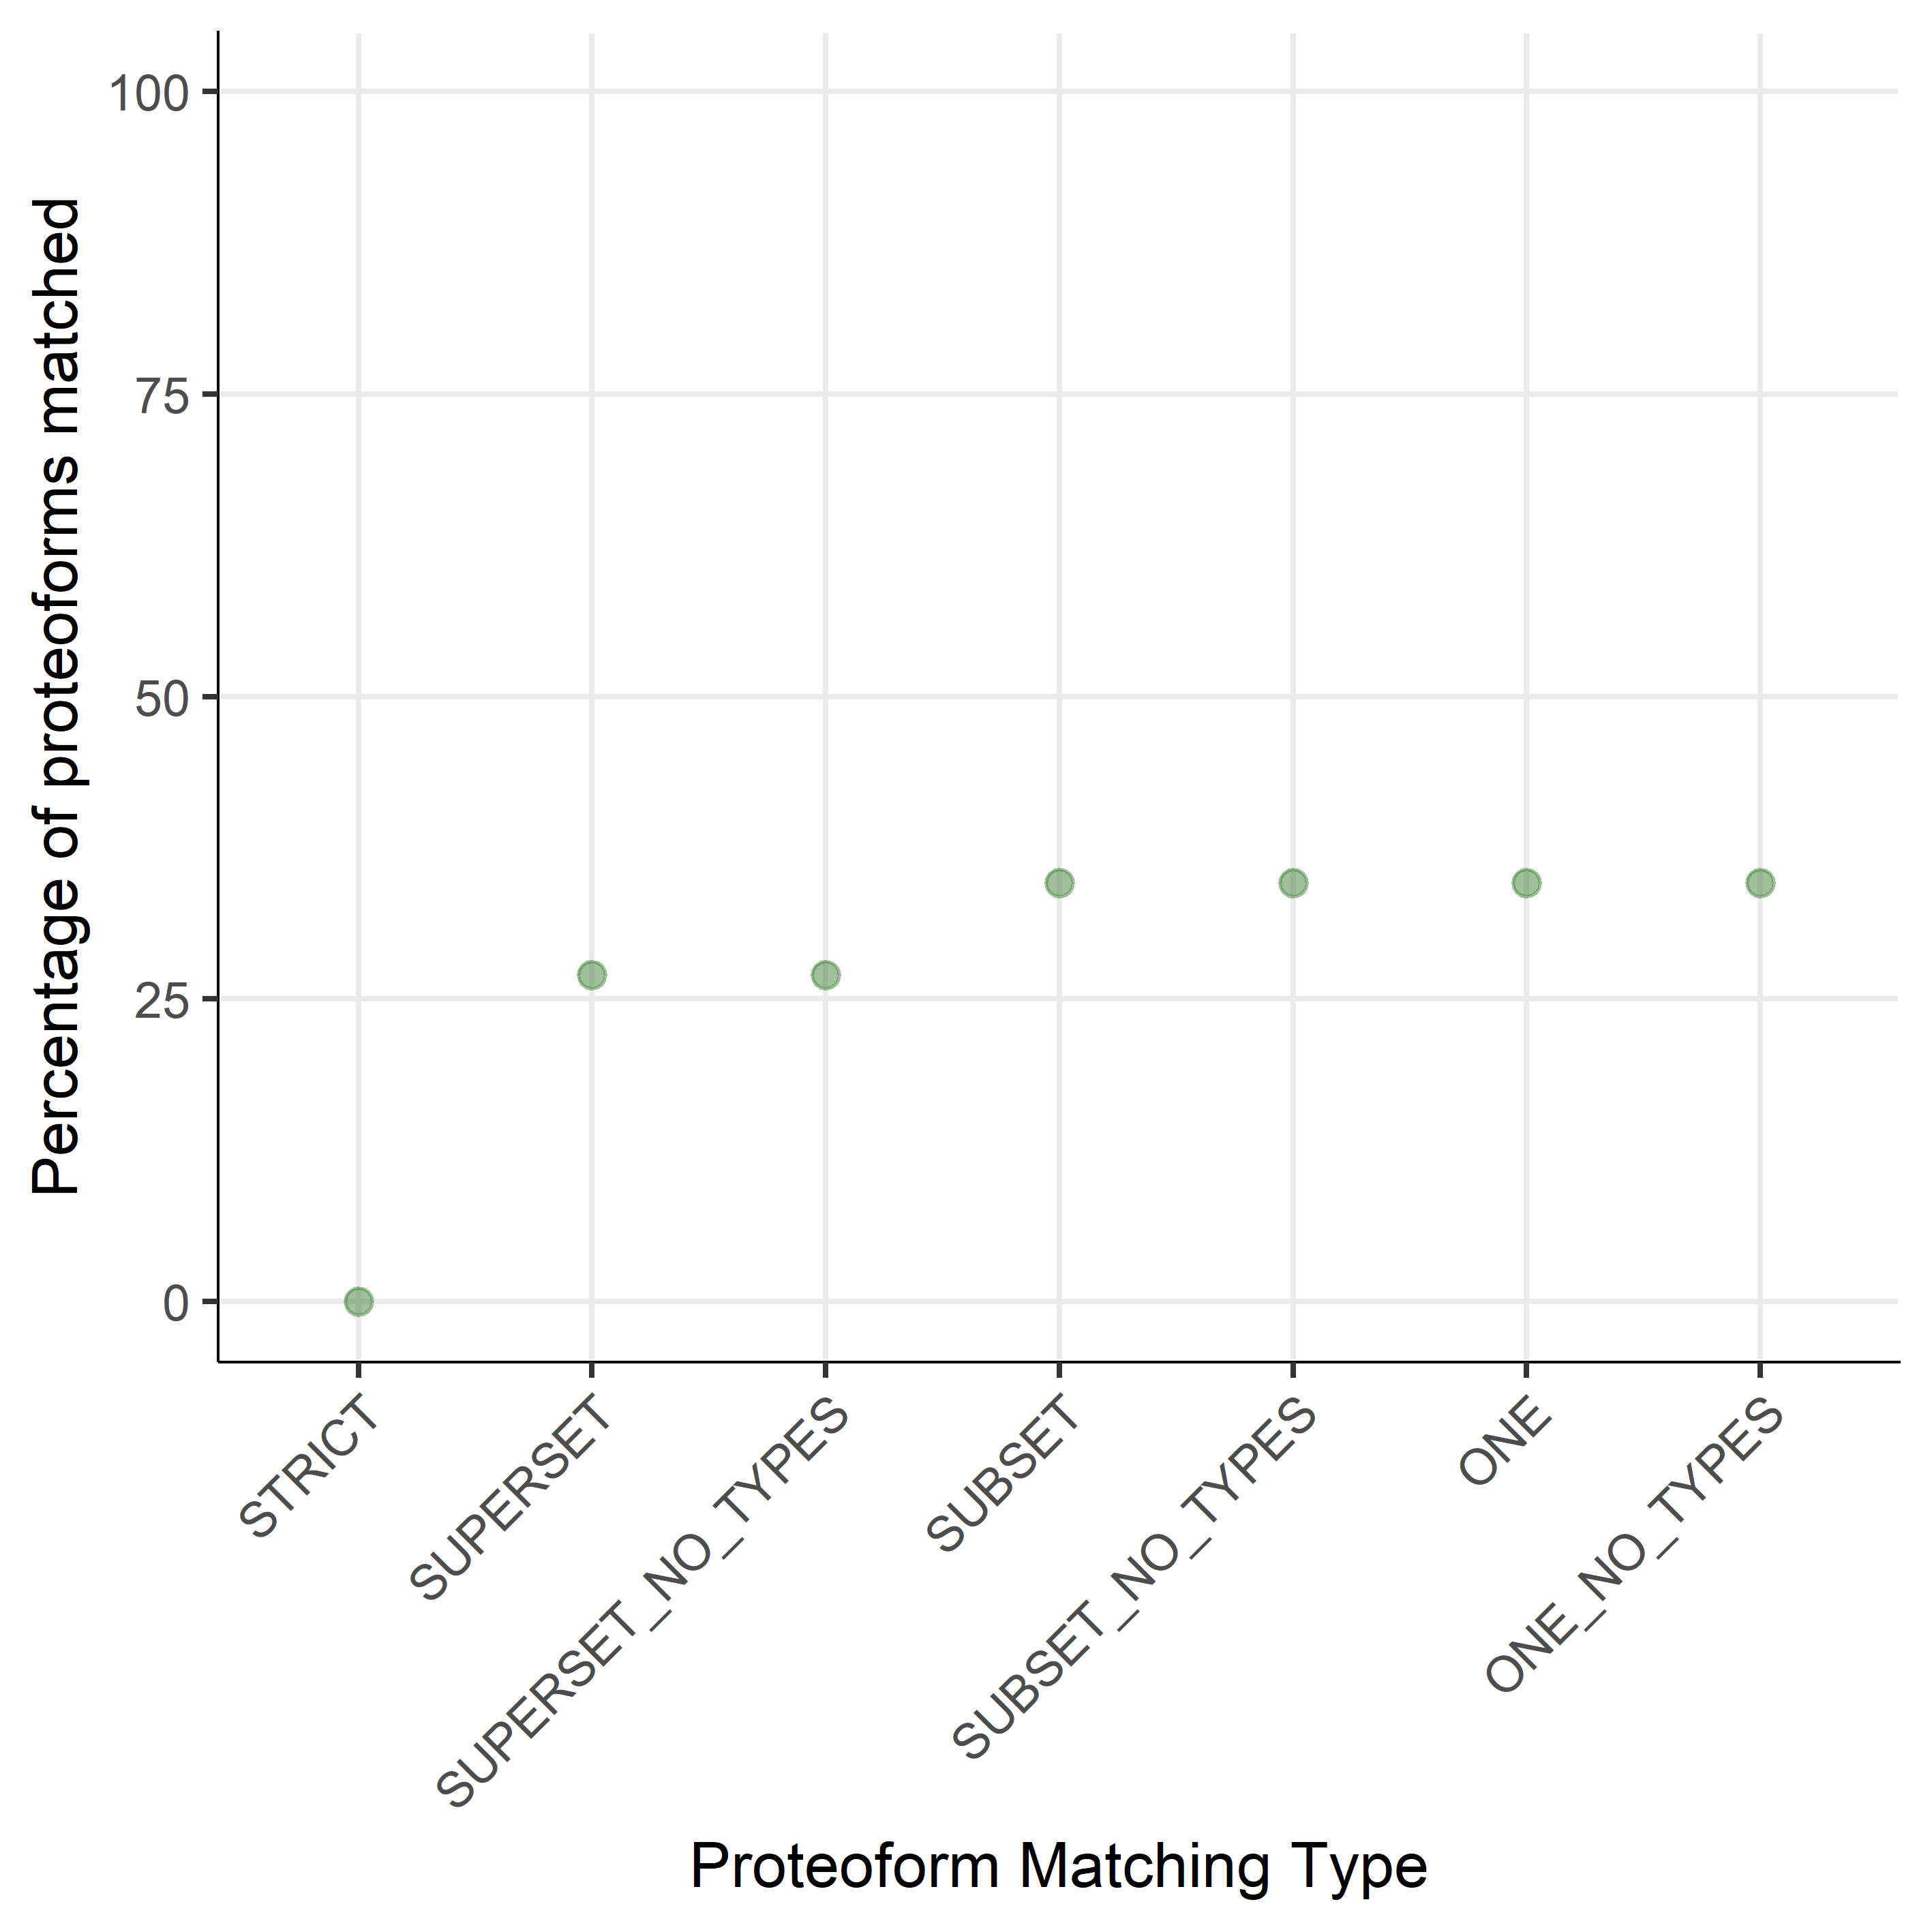 Percentage of proteoforms matched
100
75
50
25
0
STRICT
SUPERSET
SUPERSET_NO_TYPES
SUBSET
SUBSET_NO_TYPES
ONE
ONE_NO_TYPES
Proteoform Matching Type